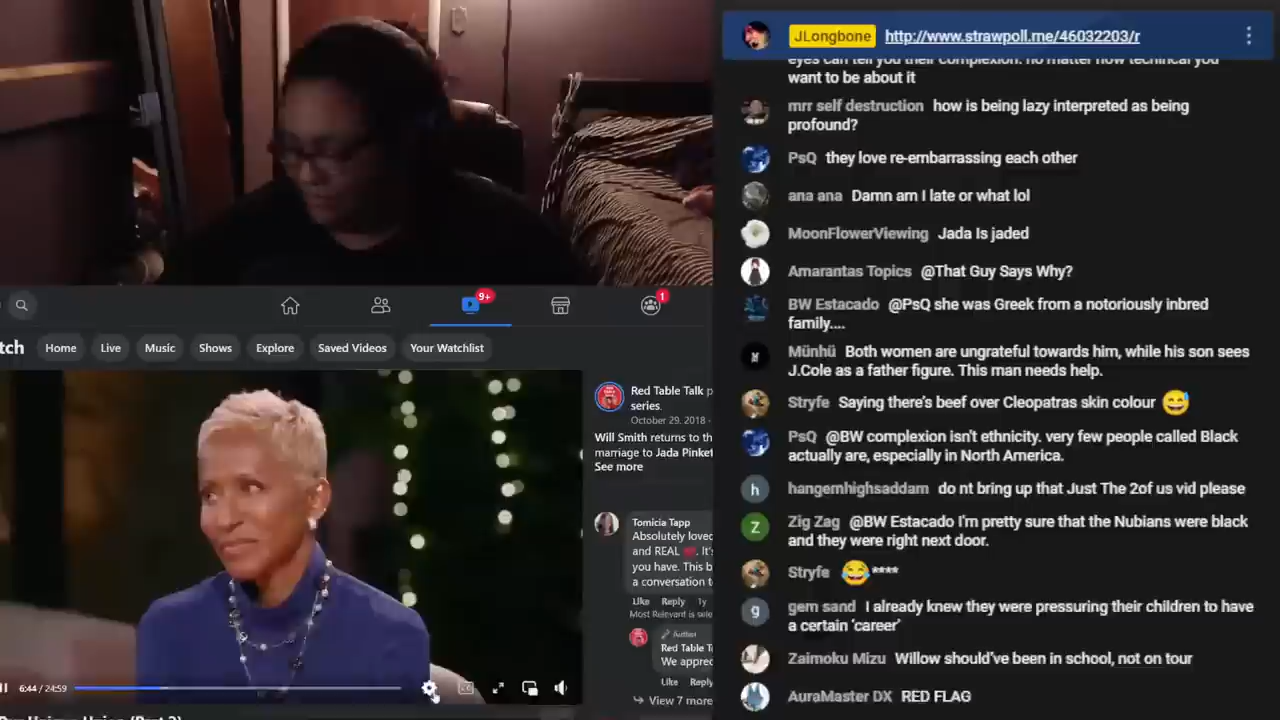 tch
Home
Live
Music
Shows
Explore
Saved Videos
Your Watchlist
9+
1
6:44 / 24:59
Red Table Talk p
series.
October 29, 2018 ·
Will Smith returns to th
marriage to Jada Pinket
See more
Tomicia Tapp
Absolutely loved
and REAL ❤️. It's
you have. This b
a conversation to
Like Reply 1y
Most Relevant is sele
Author
Red Table T
We apprec
Like Reply
View 7 more
JLongbone http://www.strawpoll.me/46032203/r
eyes can tell you their complexion. no matter how techincal you
want to be about it
mrr self destruction how is being lazy interpreted as being
profound?
PsQ they love re-embarrassing each other
ana ana Damn am I late or what lol
MoonFlowerViewing Jada Is jaded
Amarantas Topics @That Guy Says Why?
BW Estacado @PsQ she was Greek from a notoriously inbred
family....
Münhü Both women are ungrateful towards him, while his son sees
J.Cole as a father figure. This man needs help.
Stryfe Saying there's beef over Cleopatras skin colour 😅
PsQ @BW complexion isn't ethnicity. very few people called Black
actually are, especially in North America.
h
hangemhighsaddam do nt bring up that Just The 2of us vid please
Z
Zig Zag @BW Estacado I'm pretty sure that the Nubians were black
and they were right next door.
Stryfe 😂****
g
gem sand I already knew they were pressuring their children to have
a certain 'career'
Zaimoku Mizu Willow should've been in school, not on tour
AuraMaster DX RED FLAG